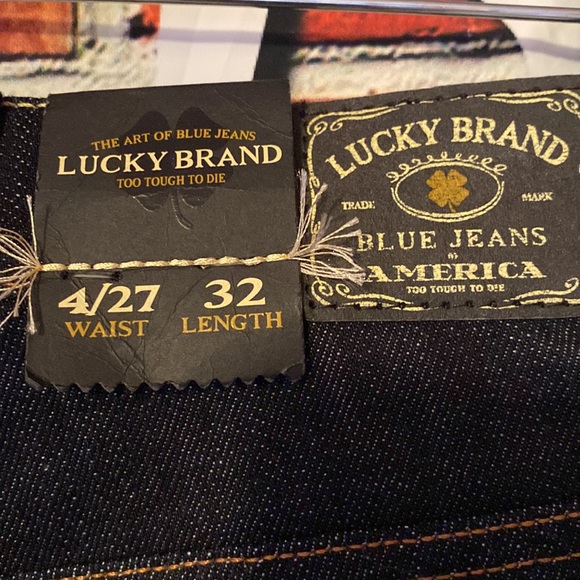 THE ART OF BLUE JEANS
LUCKY BRAND
TOO TOUGH TO DIE
4/27 32
WAIST LENGTH
LUCKY BRAND
TRADE MARK
BLUE JEANS
of
AMERICA
TOO TOUGH TO DIE